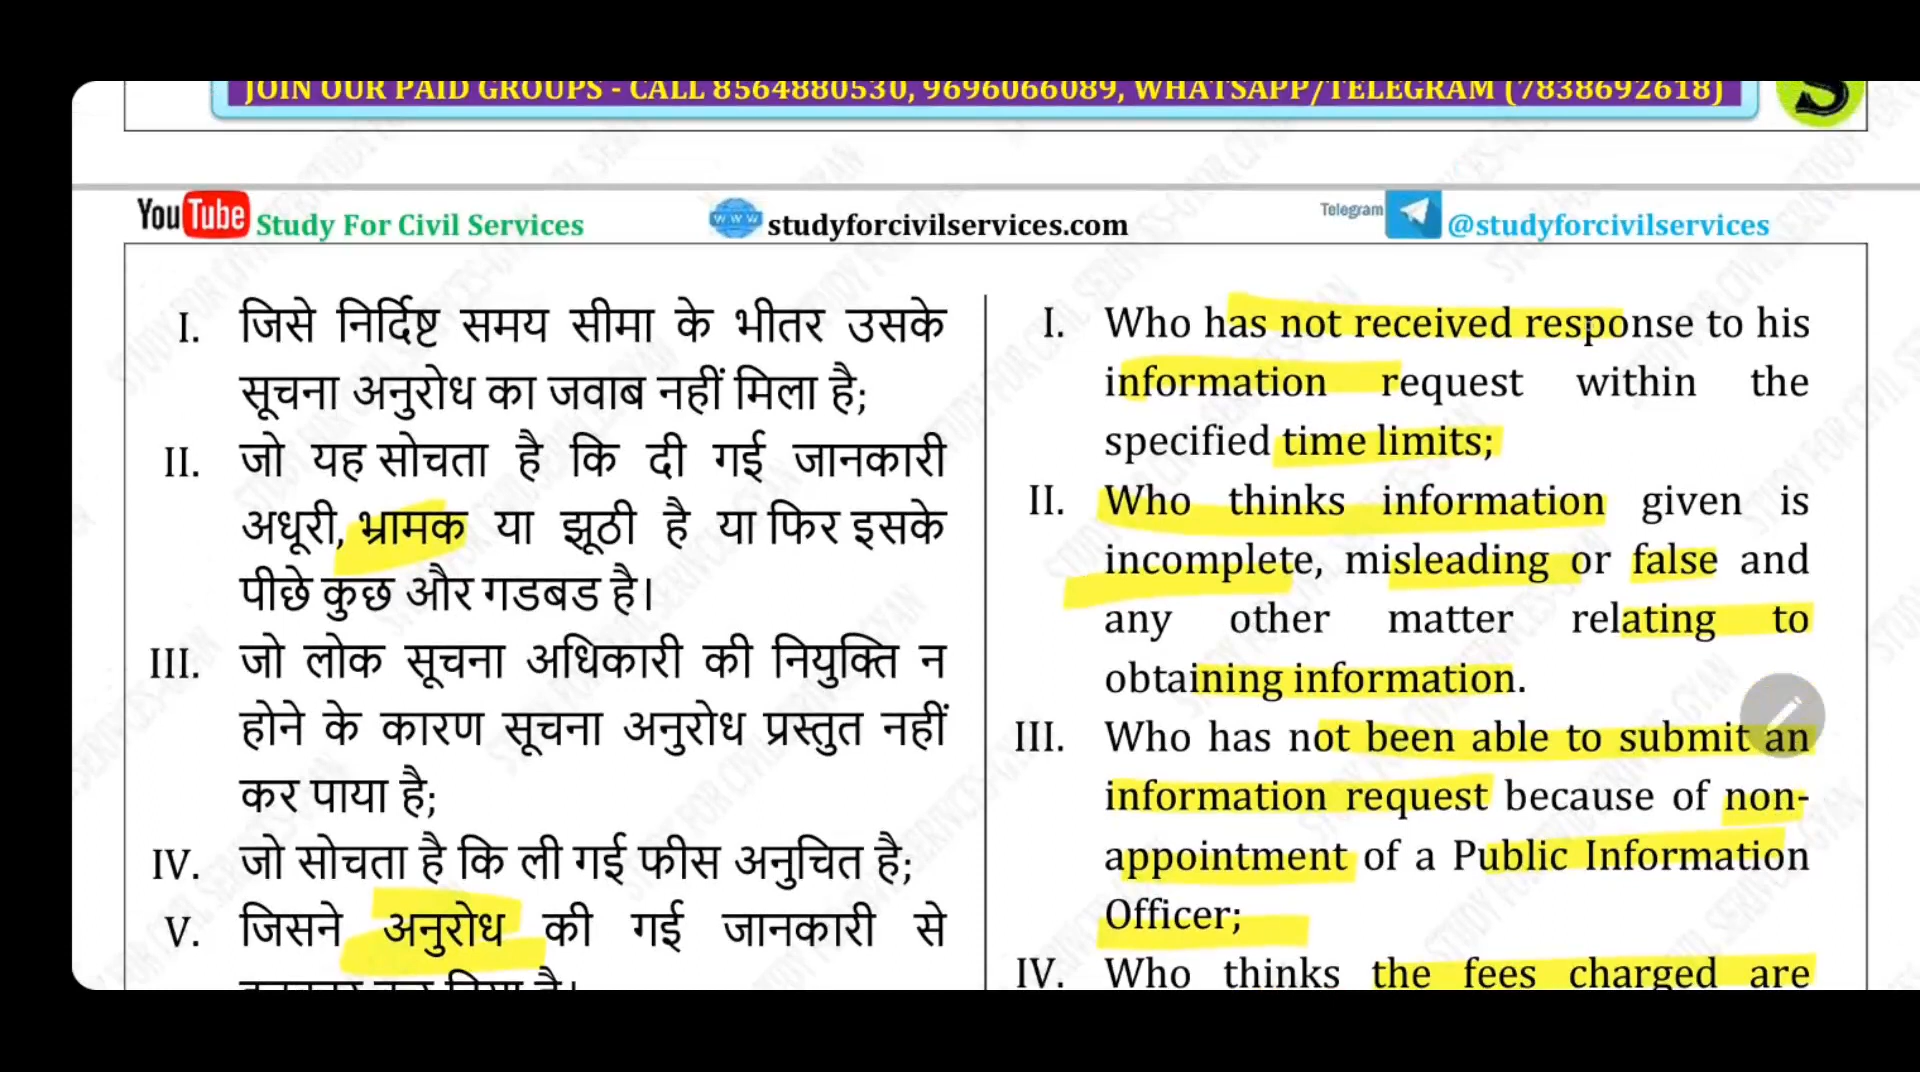 JOIN OUR PAID GROUPS - CALL 8564880530, 9696066089, WHATSAPP/TELEGRAM (7838692618)
S
YouTube Study For Civil Services
www studyforcivilservices.com
Telegram @studyforcivilservices
I. जिसे निर्दिष्ट समय सीमा के भीतर उसके
सूचना अनुरोध का जवाब नहीं मिला है;
II. जो यह सोचता है कि दी गई जानकारी
अधूरी, भ्रामक या झूठी है या फिर इसके
पीछे कुछ और गडबड है।
III. जो लोक सूचना अधिकारी की नियुक्ति न
होने के कारण सूचना अनुरोध प्रस्तुत नहीं
कर पाया है;
IV. जो सोचता है कि ली गई फीस अनुचित है;
V. जिसने अनुरोध की गई जानकारी से
I. Who has not received response to his
information request within the
specified time limits;
II. Who thinks information given is
incomplete, misleading or false and
any other matter relating to
obtaining information.
III. Who has not been able to submit an
information request because of non-
appointment of a Public Information
Officer;
IV. Who thinks the fees charged are